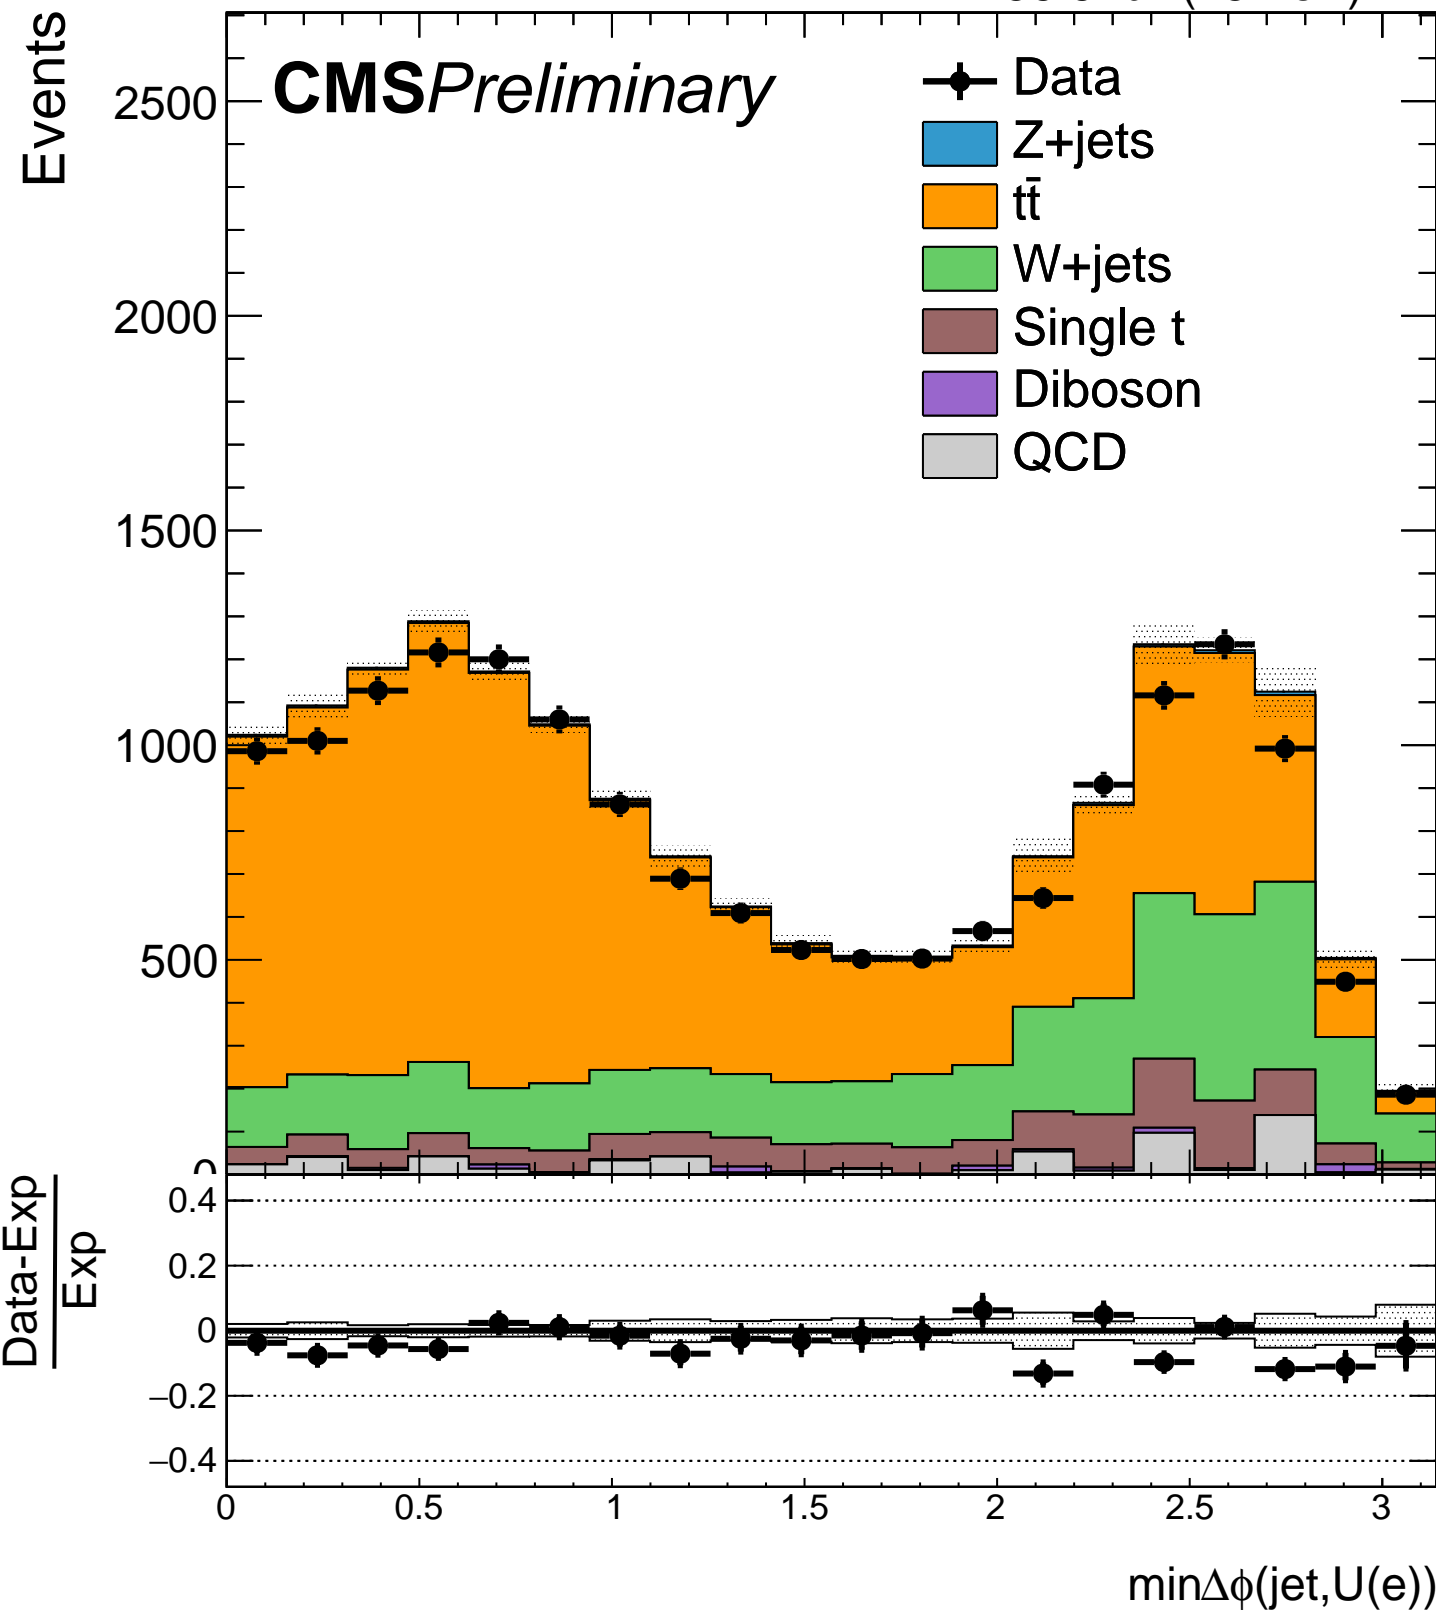 Events
CMS Preliminary
Data
Z+jets
tt̄
W+jets
Single t
Diboson
QCD
2500
2000
1500
1000
500
0
Data-Exp
Exp
0.4
0.2
0
−0.2
−0.4
0 0.5 1 1.5 2 2.5 3
minΔϕ(jet,U(e))